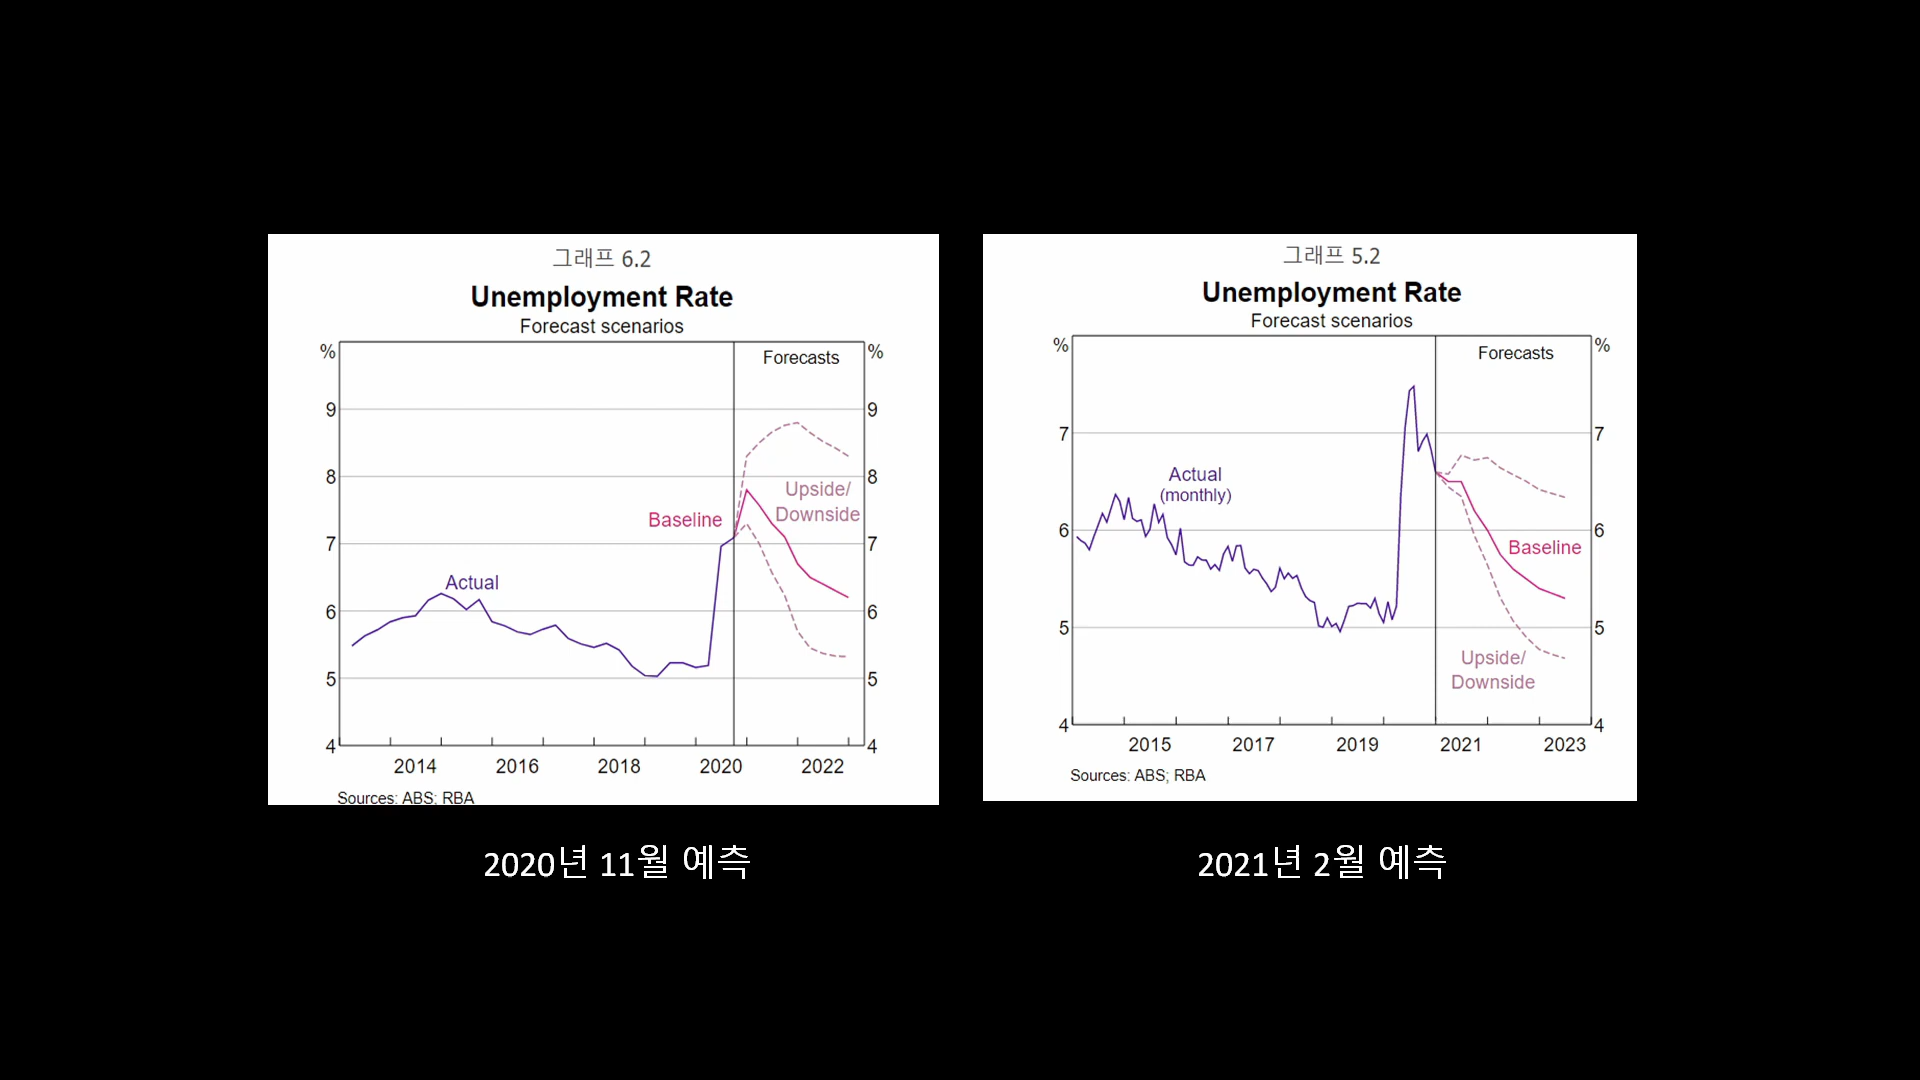 그래프 6.2
Unemployment Rate
Forecast scenarios
%
%
Forecasts
9
9
8
8
Upside/
Downside
Baseline
7
7
Actual
6
6
5
5
4
4
2014
2016
2018
2020
2022
Sources: ABS; RBA
2020년 11월 예측
그래프 5.2
Unemployment Rate
Forecast scenarios
%
%
Forecasts
7
7
Actual
(monthly)
6
6
Baseline
5
5
Upside/
Downside
4
4
2015
2017
2019
2021
2023
Sources: ABS; RBA
2021년 2월 예측